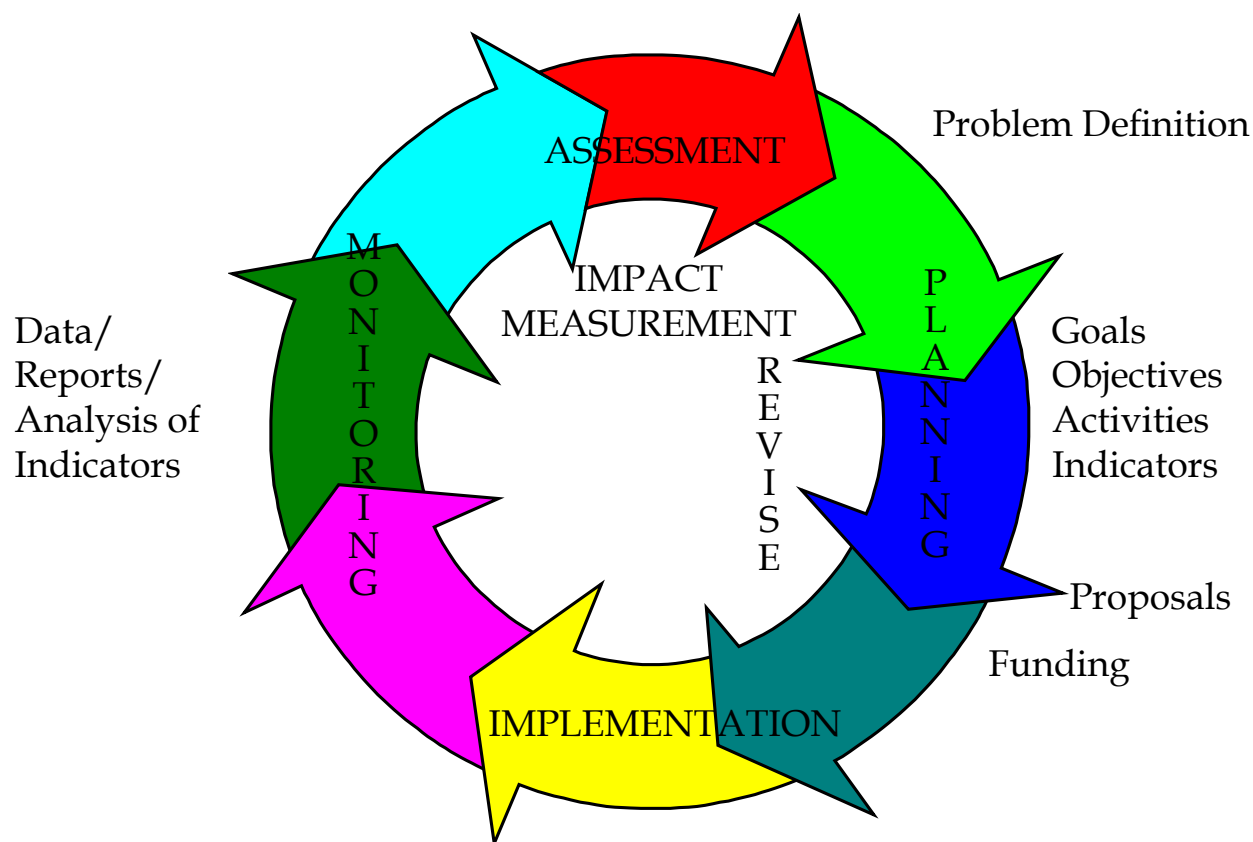 ASSESSMENT
Problem Definition
IMPACT
MEASUREMENT
PLANNING
Goals
Objectives
Activities
Indicators
REVISE
Proposals
Funding
IMPLEMENTATION
MONITORING
Data/
Reports/
Analysis of
Indicators